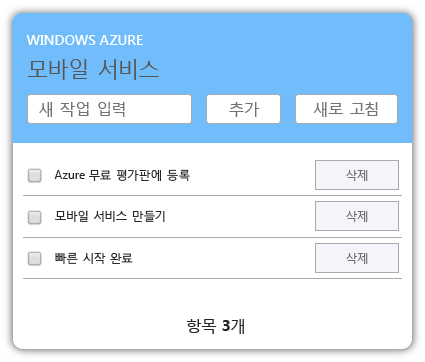 WINDOWS AZURE
모바일 서비스
새 작업 입력 추가 새로 고침
Azure 무료 평가판에 등록 삭제
모바일 서비스 만들기 삭제
빠른 시작 완료 삭제
항목 3개